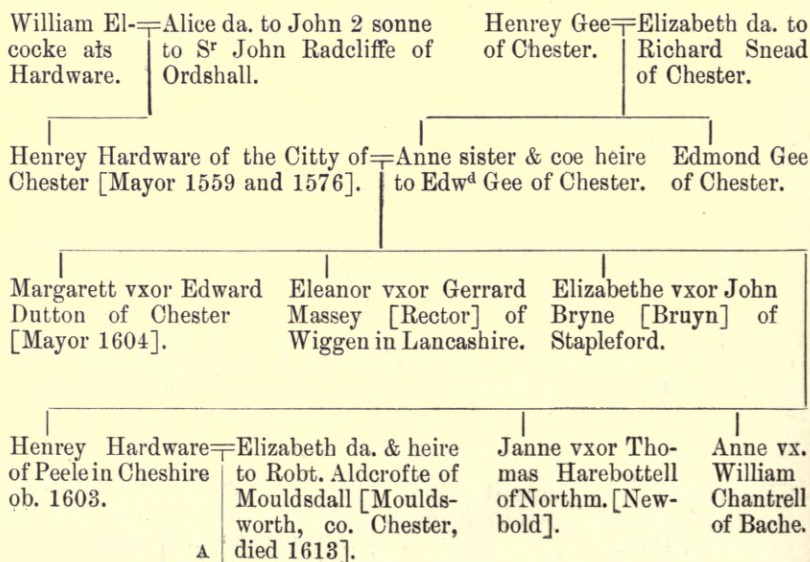 William El-
cocke als
Hardware.
Alice da. to John 2 sonne
to Sʳ John Radcliffe of
Ordshall.
Henrey Gee
of Chester.
Elizabeth da. to
Richard Snead
of Chester.
Henrey Hardware of the Citty of
Chester [Mayor 1559 and 1576].
Anne sister & coe heire
to Edwᵈ Gee of Chester.
Edmond Gee
of Chester.
Margarett vxor Edward
Dutton of Chester
[Mayor 1604].
Eleanor vxor Gerrard
Massey [Rector] of
Wiggen in Lancashire.
Elizabethe vxor John
Bryne [Bruyn] of
Stapleford.
Henrey Hardware
of Peele in Cheshire
ob. 1603.
Elizabeth da. & heire
to Robt. Aldcrofte of
Mouldsdall [Moulds-
worth, co. Chester,
died 1613].
A
Janne vxor Tho-
mas Harebottell
of Northm. [New-
bold].
Anne vx.
William
Chantrell
of Bache.